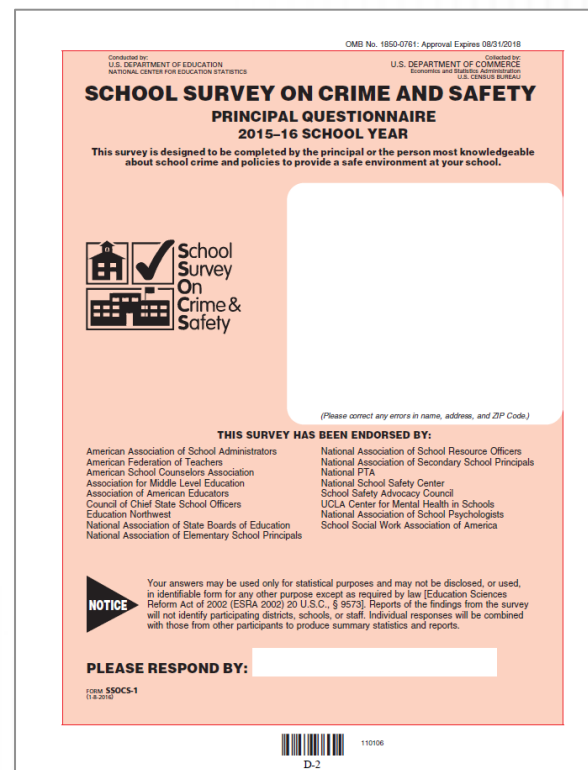 OMB No. 1850-0761: Approval Expires 08/31/2018
Conducted by:
U.S. DEPARTMENT OF EDUCATION
NATIONAL CENTER FOR EDUCATION STATISTICS
Collected by:
U.S. DEPARTMENT OF COMMERCE
Economics and Statistics Administration
U.S. CENSUS BUREAU
SCHOOL SURVEY ON CRIME AND SAFETY
PRINCIPAL QUESTIONNAIRE
2015–16 SCHOOL YEAR
This survey is designed to be completed by the principal or the person most knowledgeable
about school crime and policies to provide a safe environment at your school.
School
Survey
On
Crime &
Safety
(Please correct any errors in name, address, and ZIP Code.)
THIS SURVEY HAS BEEN ENDORSED BY:
American Association of School Administrators
American Federation of Teachers
American School Counselors Association
Association for Middle Level Education
Association of American Educators
Council of Chief State School Officers
Education Northwest
National Association of State Boards of Education
National Association of Elementary School Principals
National Association of School Resource Officers
National Association of Secondary School Principals
National PTA
National School Safety Center
School Safety Advocacy Council
UCLA Center for Mental Health in Schools
National Association of School Psychologists
School Social Work Association of America
NOTICE
Your answers may be used only for statistical purposes and may not be disclosed, or used,
in identifiable form for any other purpose except as required by law [Education Sciences
Reform Act of 2002 (ESRA 2002) 20 U.S.C., § 9573]. Reports of the findings from the survey
will not identify participating districts, schools, or staff. Individual responses will be combined
with those from other participants to produce summary statistics and reports.
PLEASE RESPOND BY:
FORM SSOCS-1
(1-8-2016)
110106
D-2